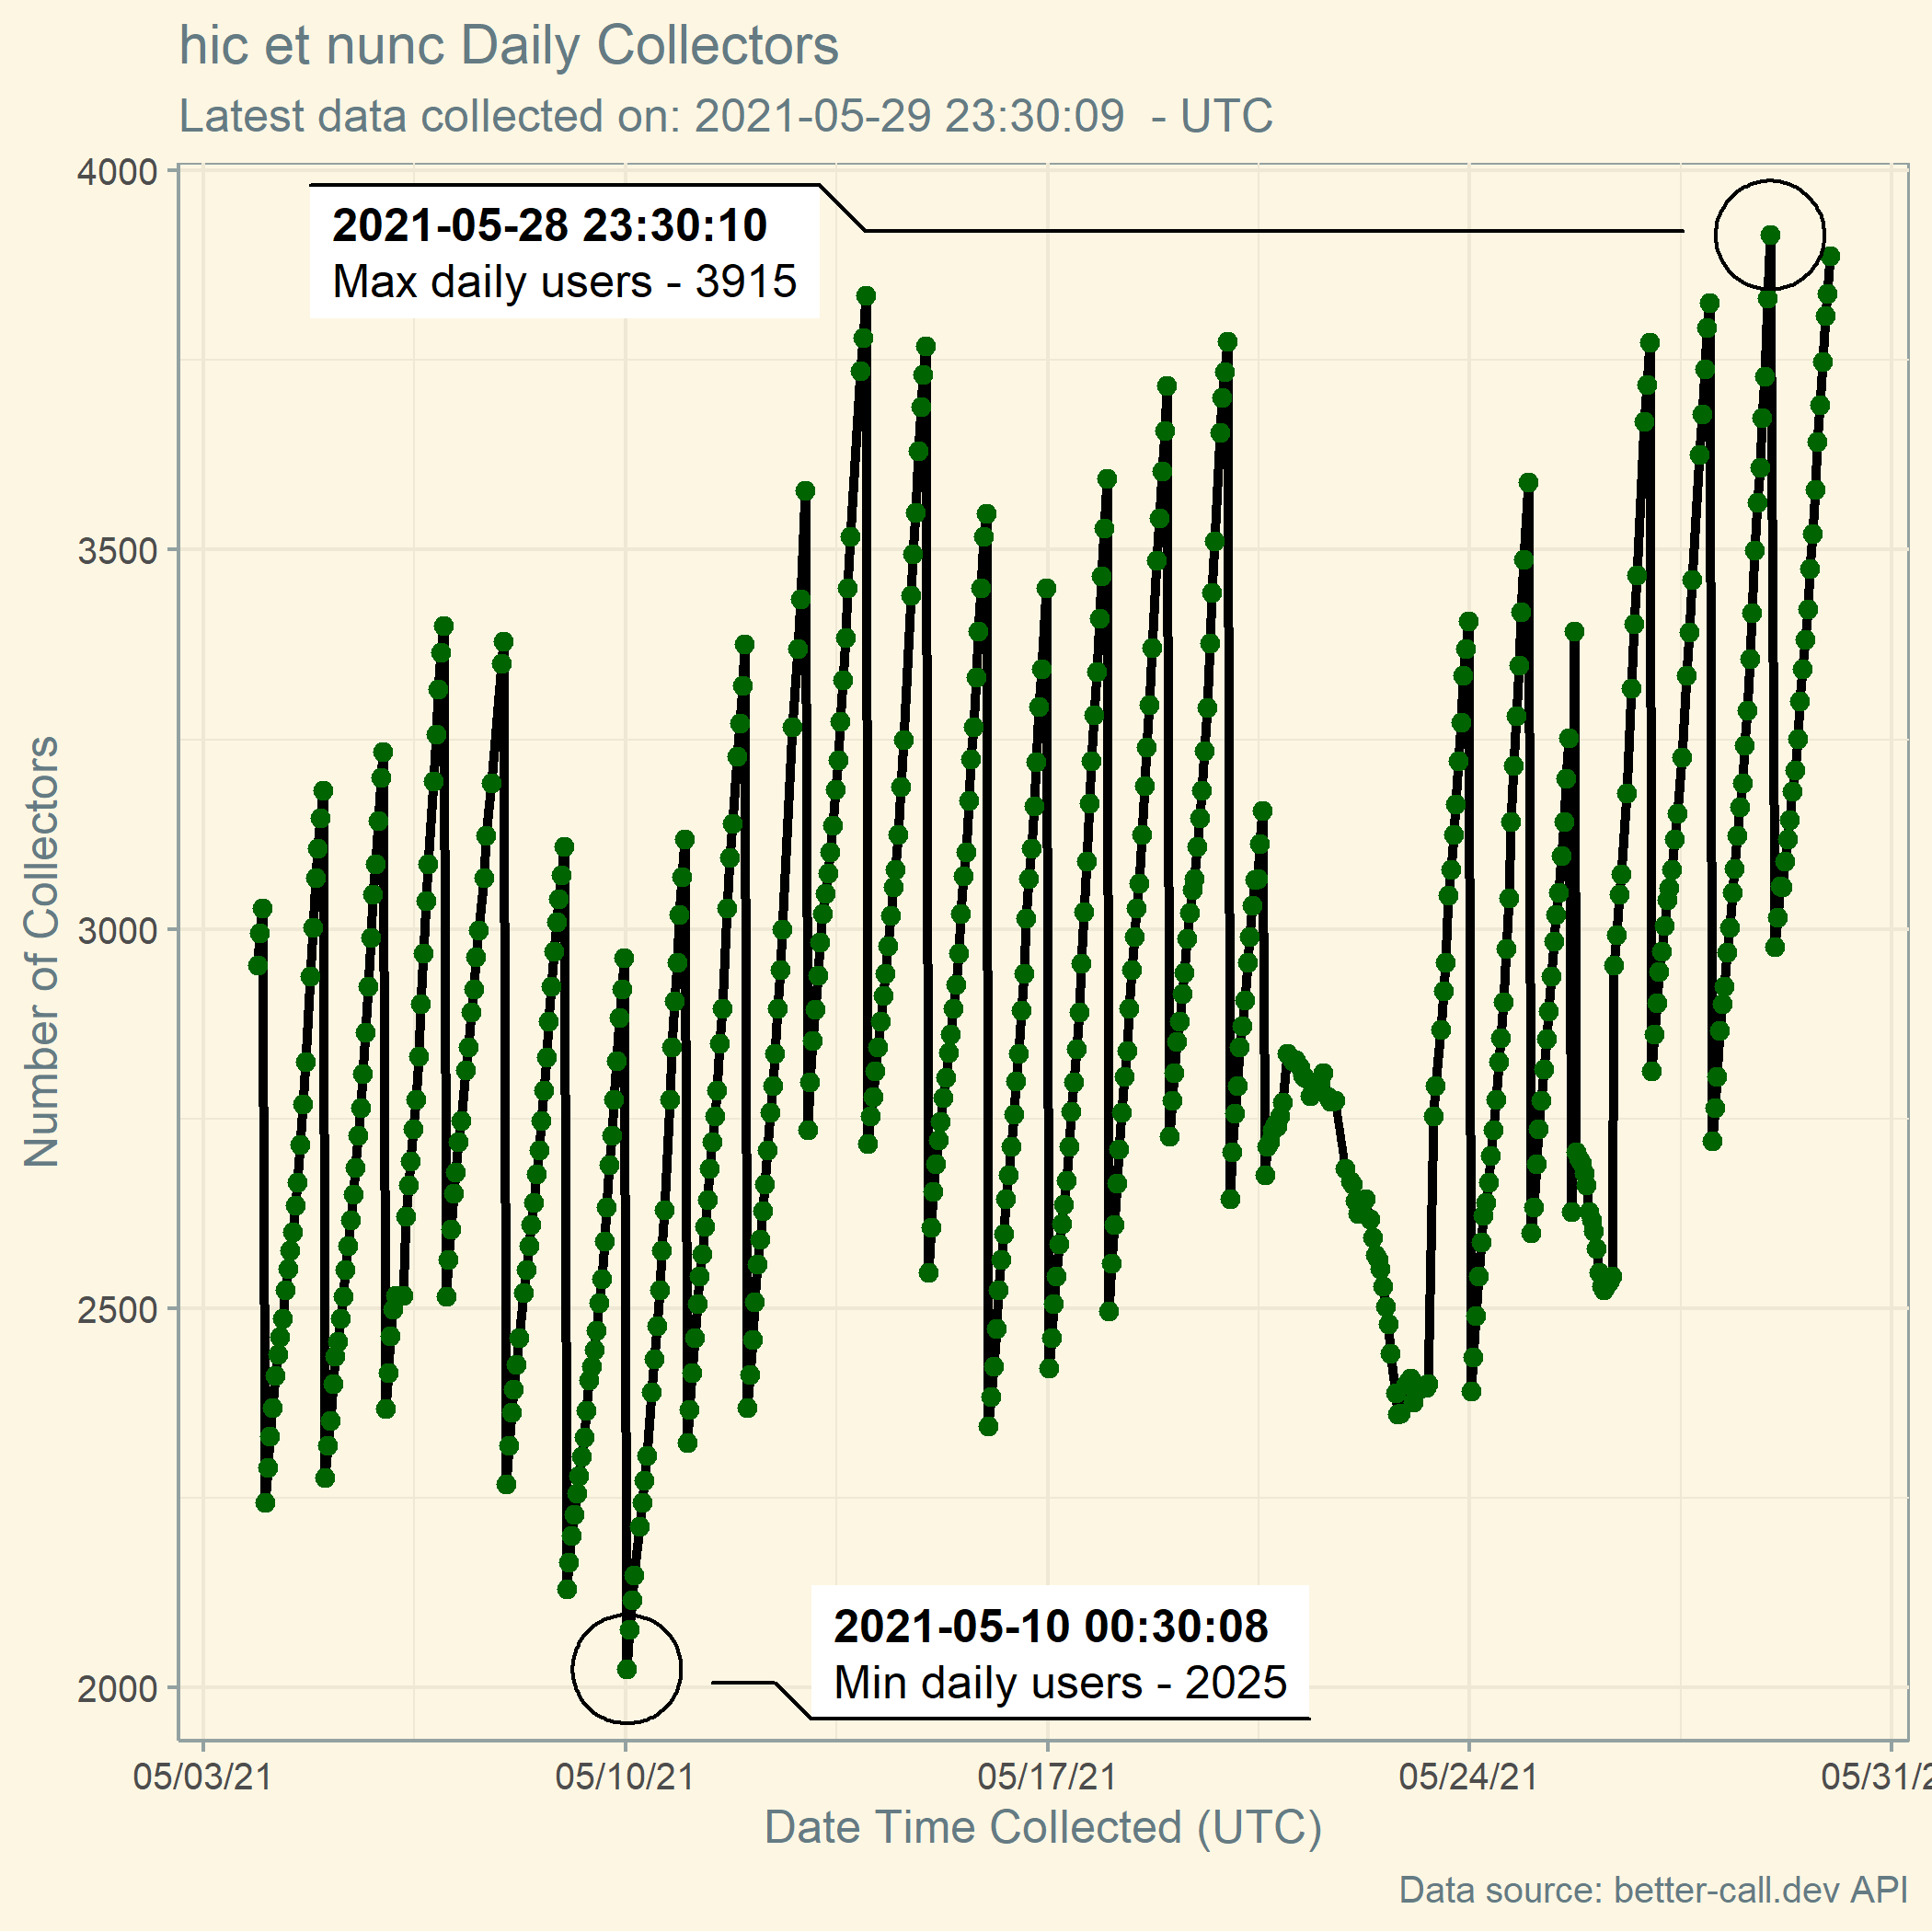 hic et nunc Daily Collectors
Latest data collected on: 2021-05-29 23:30:09  - UTC
4000
2021-05-28 23:30:10
Max daily users - 3915
3500
Number of Collectors
3000
2500
2021-05-10 00:30:08
Min daily users - 2025
2000
05/03/21
05/10/21
05/17/21
05/24/21
05/31/2
Date Time Collected (UTC)
Data source: better-call.dev API